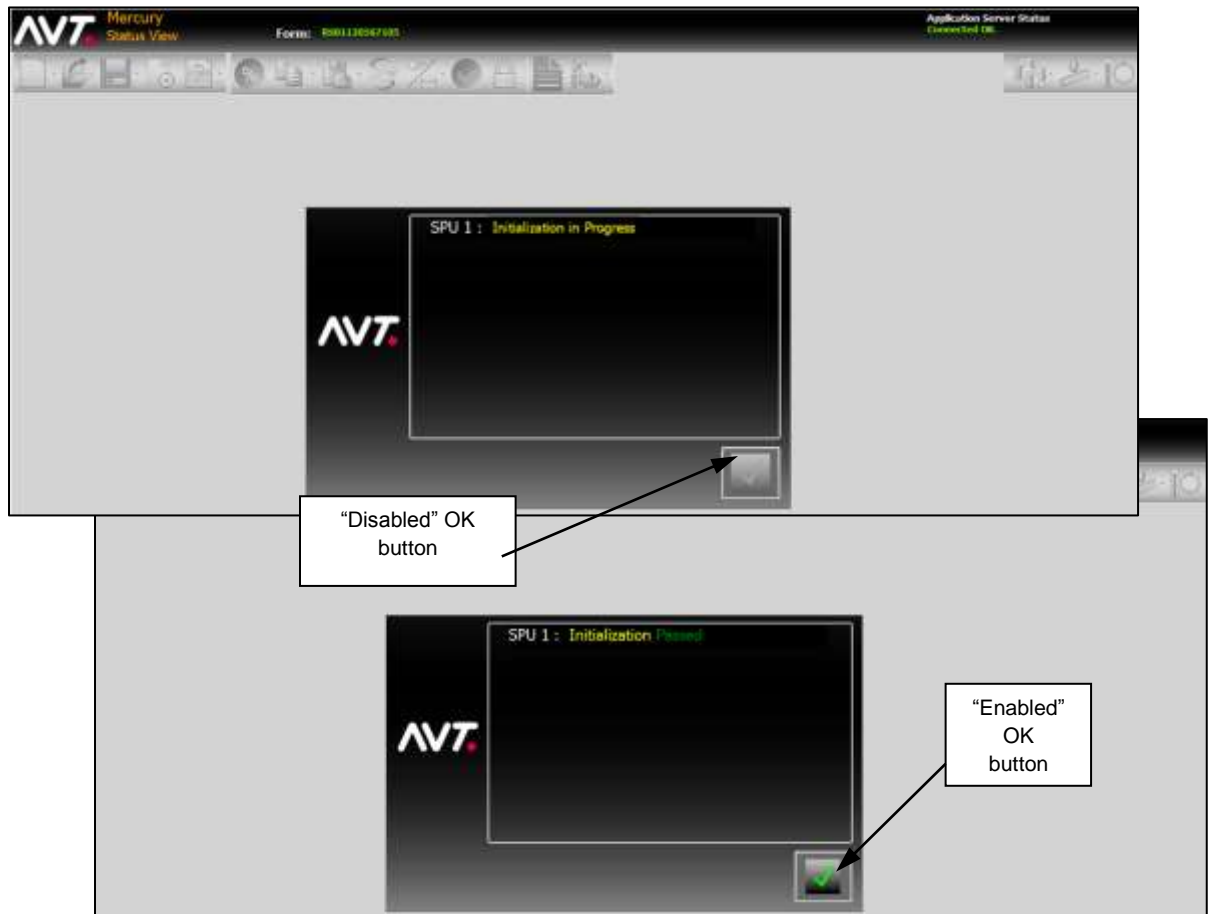 AVT.
Mercury
Status View
Form:
Application Server Status
Connected OK
SPU 1 : Initialization in Progress
AVT.
“Disabled” OK
button
SPU 1 : Initialization Passed
AVT.
“Enabled”
OK
button